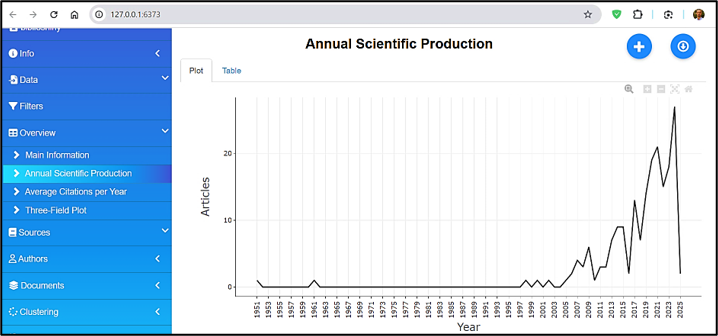 127.0.0.1:6373
Bibliometrix
Info
Data
Filters
Overview
Main Information
Annual Scientific Production
Average Citations per Year
Three-Field Plot
Sources
Authors
Documents
Clustering
Annual Scientific Production
Plot
Table
Articles
20
10
0
1951 1953 1955 1957 1959 1961 1963 1965 1967 1969 1971 1973 1975 1977 1979 1981 1983 1985 1987 1989 1991 1993 1995 1997 1999 2001 2003 2005 2007 2009 2011 2013 2015 2017 2019 2021 2023 2025
Year